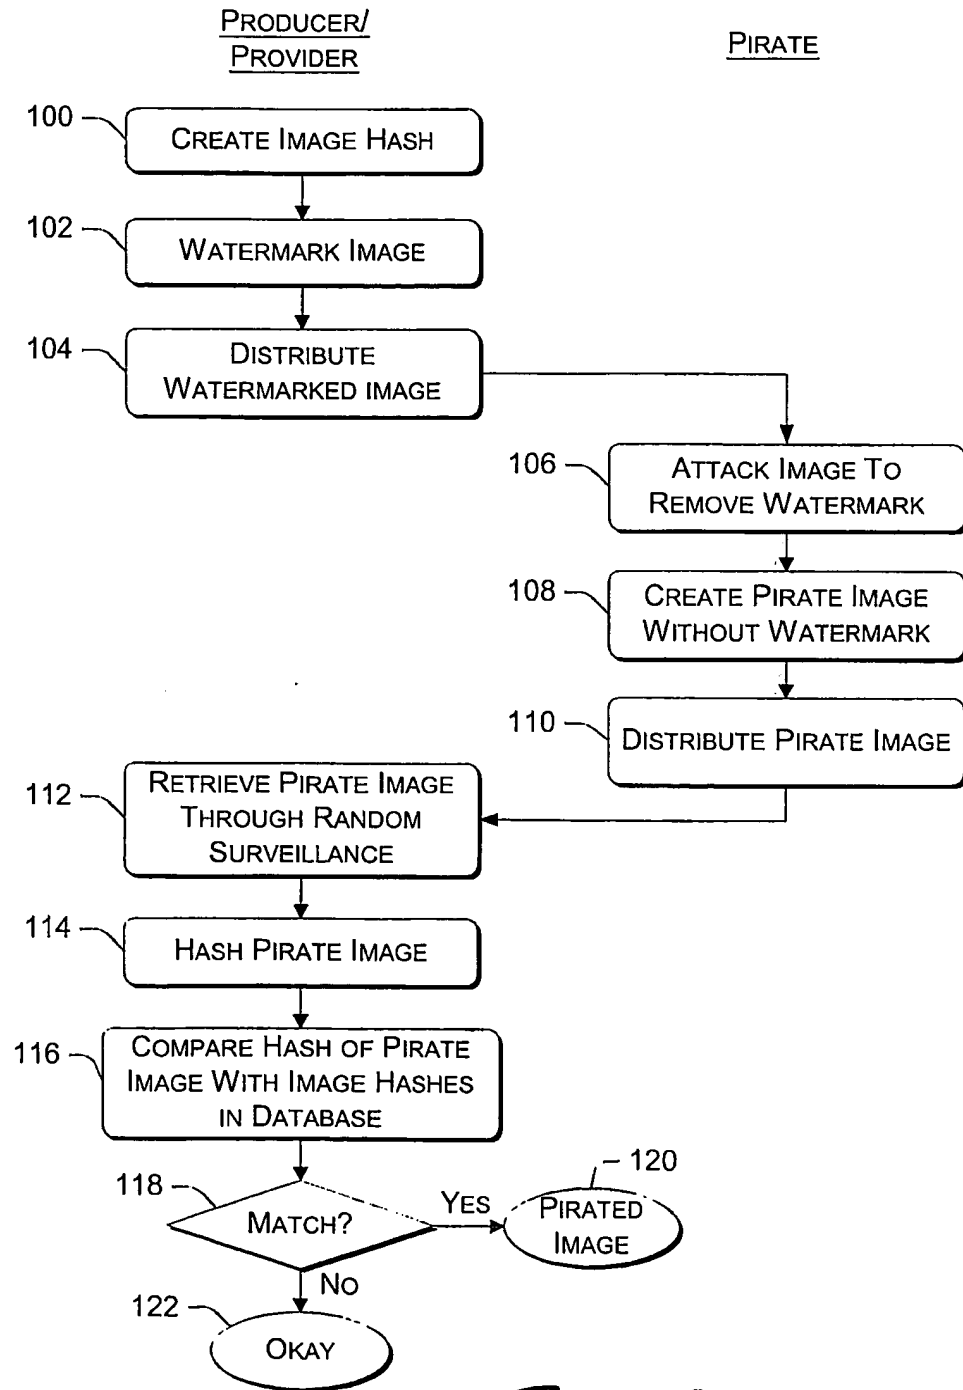 PRODUCER/
PROVIDER
PIRATE
100
CREATE IMAGE HASH
102
WATERMARK IMAGE
104
DISTRIBUTE
WATERMARKED IMAGE
106
ATTACK IMAGE TO
REMOVE WATERMARK
108
CREATE PIRATE IMAGE
WITHOUT WATERMARK
110
DISTRIBUTE PIRATE IMAGE
112
RETRIEVE PIRATE IMAGE
THROUGH RANDOM
SURVEILLANCE
114
HASH PIRATE IMAGE
116
COMPARE HASH OF PIRATE
IMAGE WITH IMAGE HASHES
IN DATABASE
118
MATCH?
YES
120
PIRATED
IMAGE
NO
122
OKAY